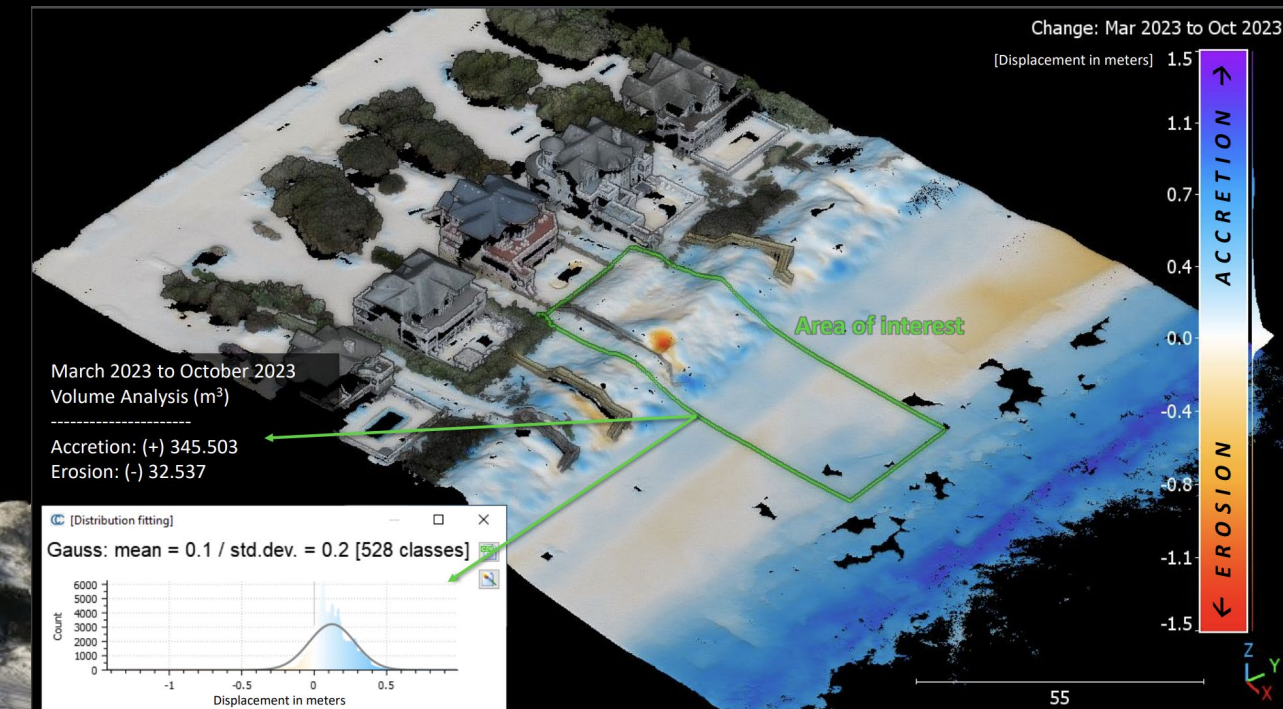 Change: Mar 2023 to Oct 2023
[Displacement in meters]
1.5
1.1
0.7
0.4
0.0
-0.4
-0.8
-1.1
-1.5
ACCRETION →
← EROSION
Area of interest
March 2023 to October 2023
Volume Analysis (m³)
----------------------
Accretion: (+) 345.503
Erosion: (-) 32.537
[Distribution fitting]
Gauss: mean = 0.1 / std.dev. = 0.2 [528 classes]
Count
6000
5000
4000
3000
2000
1000
0
-1
-0.5
0
0.5
Displacement in meters
55
Z
Y
X